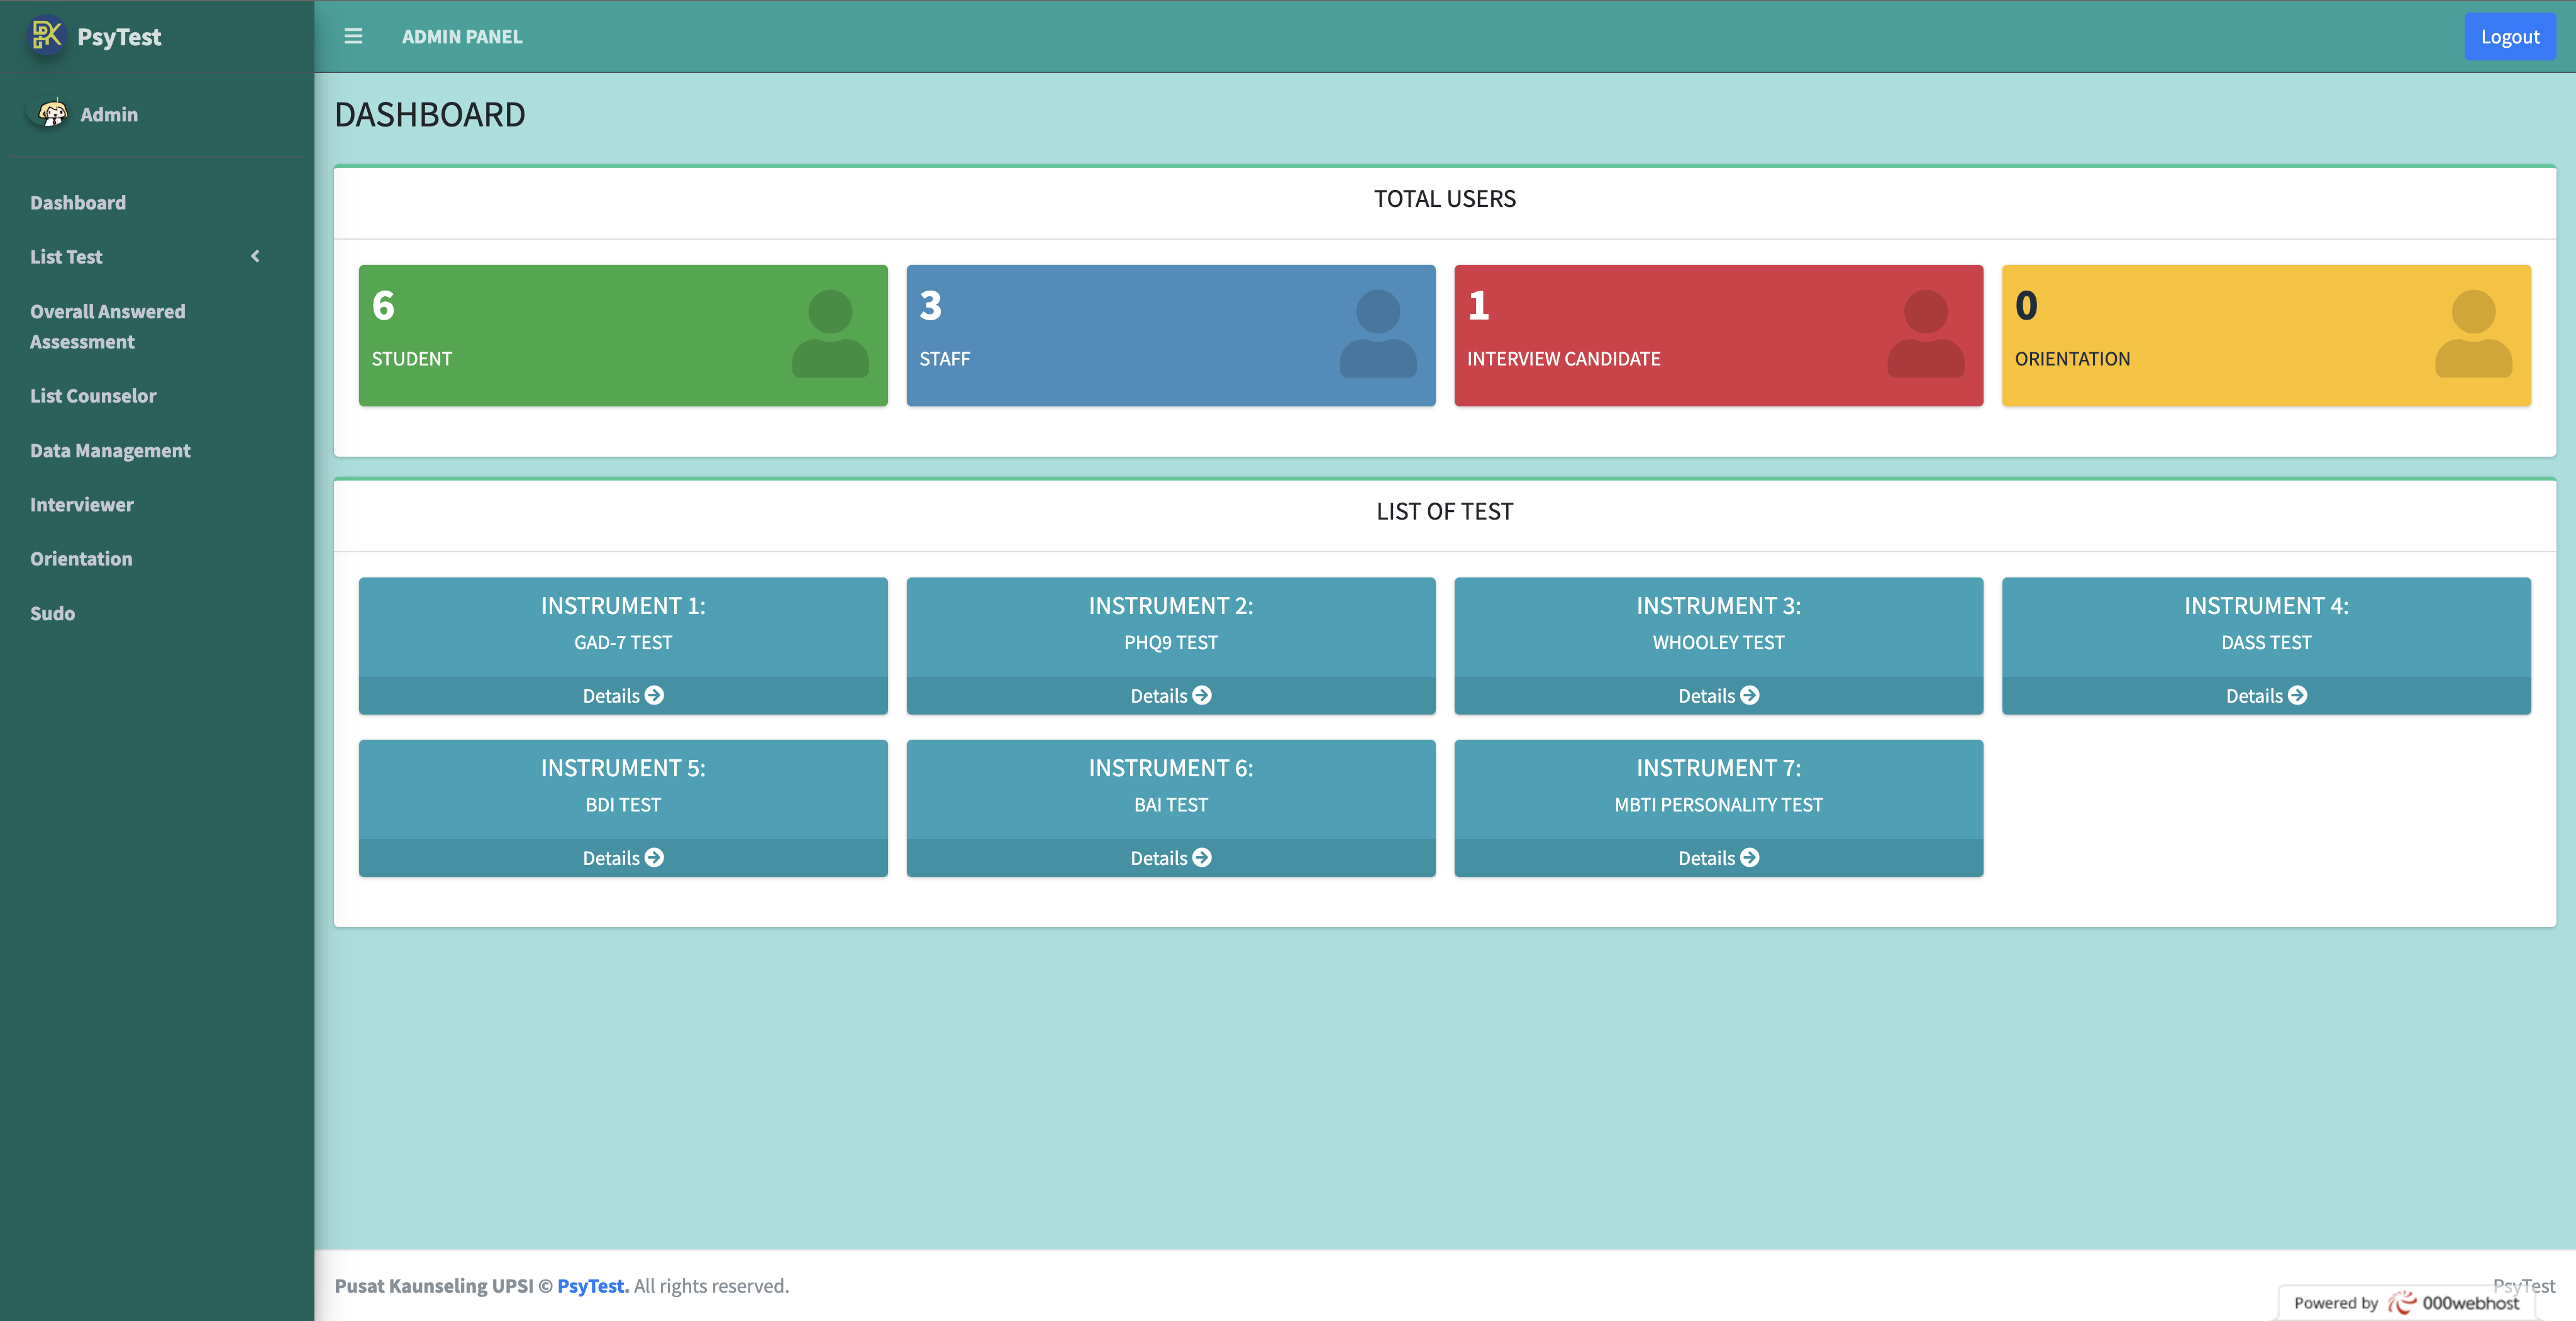 PsyTest
ADMIN PANEL
Logout
Admin
Dashboard
List Test
Overall Answered
Assessment
List Counselor
Data Management
Interviewer
Orientation
Sudo
DASHBOARD
TOTAL USERS
6
STUDENT
3
STAFF
1
INTERVIEW CANDIDATE
0
ORIENTATION
LIST OF TEST
INSTRUMENT 1:
GAD-7 TEST
Details
INSTRUMENT 2:
PHQ9 TEST
Details
INSTRUMENT 3:
WHOOLEY TEST
Details
INSTRUMENT 4:
DASS TEST
Details
INSTRUMENT 5:
BDI TEST
Details
INSTRUMENT 6:
BAI TEST
Details
INSTRUMENT 7:
MBTI PERSONALITY TEST
Details
Pusat Kaunseling UPSI © PsyTest. All rights reserved.
PsyTest
Powered by 000webhost